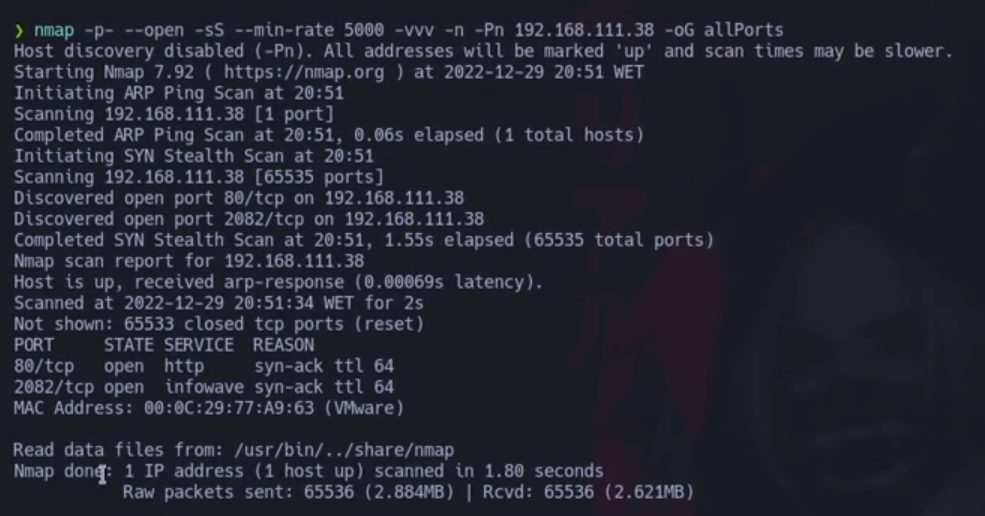 ❯ nmap -p- --open -sS --min-rate 5000 -vvv -n -Pn 192.168.111.38 -oG allPorts
Host discovery disabled (-Pn). All addresses will be marked 'up' and scan times may be slower.
Starting Nmap 7.92 ( https://nmap.org ) at 2022-12-29 20:51 WET
Initiating ARP Ping Scan at 20:51
Scanning 192.168.111.38 [1 port]
Completed ARP Ping Scan at 20:51, 0.06s elapsed (1 total hosts)
Initiating SYN Stealth Scan at 20:51
Scanning 192.168.111.38 [65535 ports]
Discovered open port 80/tcp on 192.168.111.38
Discovered open port 2082/tcp on 192.168.111.38
Completed SYN Stealth Scan at 20:51, 1.55s elapsed (65535 total ports)
Nmap scan report for 192.168.111.38
Host is up, received arp-response (0.00069s latency).
Scanned at 2022-12-29 20:51:34 WET for 2s
Not shown: 65533 closed tcp ports (reset)
PORT     STATE SERVICE  REASON
80/tcp   open  http     syn-ack ttl 64
2082/tcp open  infowave syn-ack ttl 64
MAC Address: 00:0C:29:77:A9:63 (VMware)
Read data files from: /usr/bin/../share/nmap
Nmap done: 1 IP address (1 host up) scanned in 1.80 seconds
Raw packets sent: 65536 (2.884MB) | Rcvd: 65536 (2.621MB)